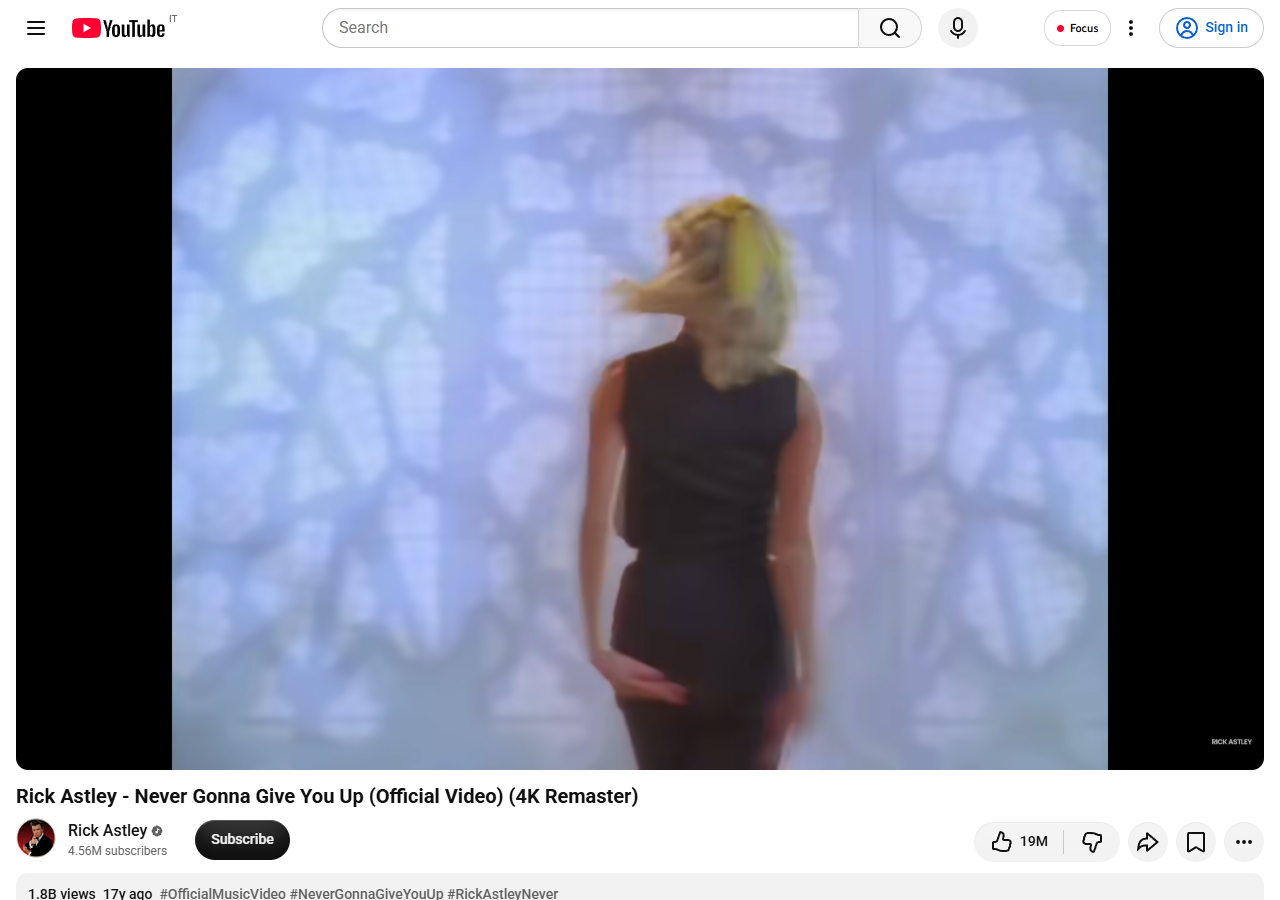 YouTube IT
Search
Focus
Sign in
RICK ASTLEY
Rick Astley - Never Gonna Give You Up (Official Video) (4K Remaster)
Rick Astley
4.56M subscribers
Subscribe
19M
1.8B views 17y ago #OfficialMusicVideo #NeverGonnaGiveYouUp #RickAstleyNever